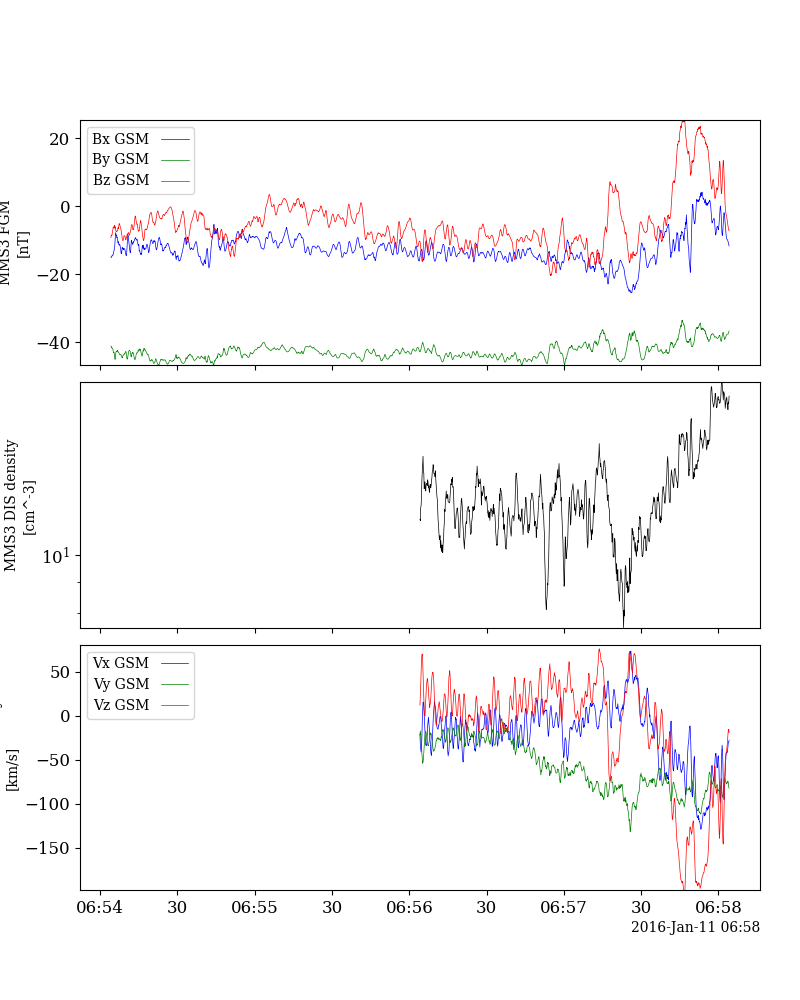 20
0
−20
−40
MMS3 FGM
[nT]
Bx GSM
By GSM
Bz GSM
10¹
MMS3 DIS density
[cm^-3]
50
0
−50
−100
−150
[km/s]
Vx GSM
Vy GSM
Vz GSM
06:54 30 06:55 30 06:56 30 06:57 30 06:58
2016-Jan-11 06:58